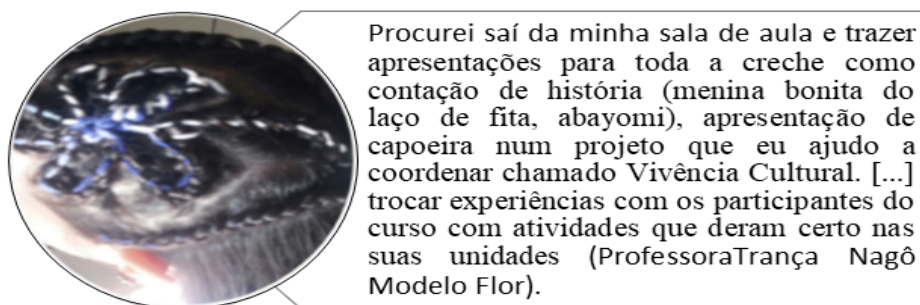 Procurei saí da minha sala de aula e trazer
apresentações para toda a creche como
contação de história (menina bonita do
laço de fita, abayomi), apresentação de
capoeira num projeto que eu ajudo a
coordenar chamado Vivência Cultural. [...]
trocar experiências com os participantes do
curso com atividades que deram certo nas
suas unidades (ProfessoraTrança Nagô
Modelo Flor).